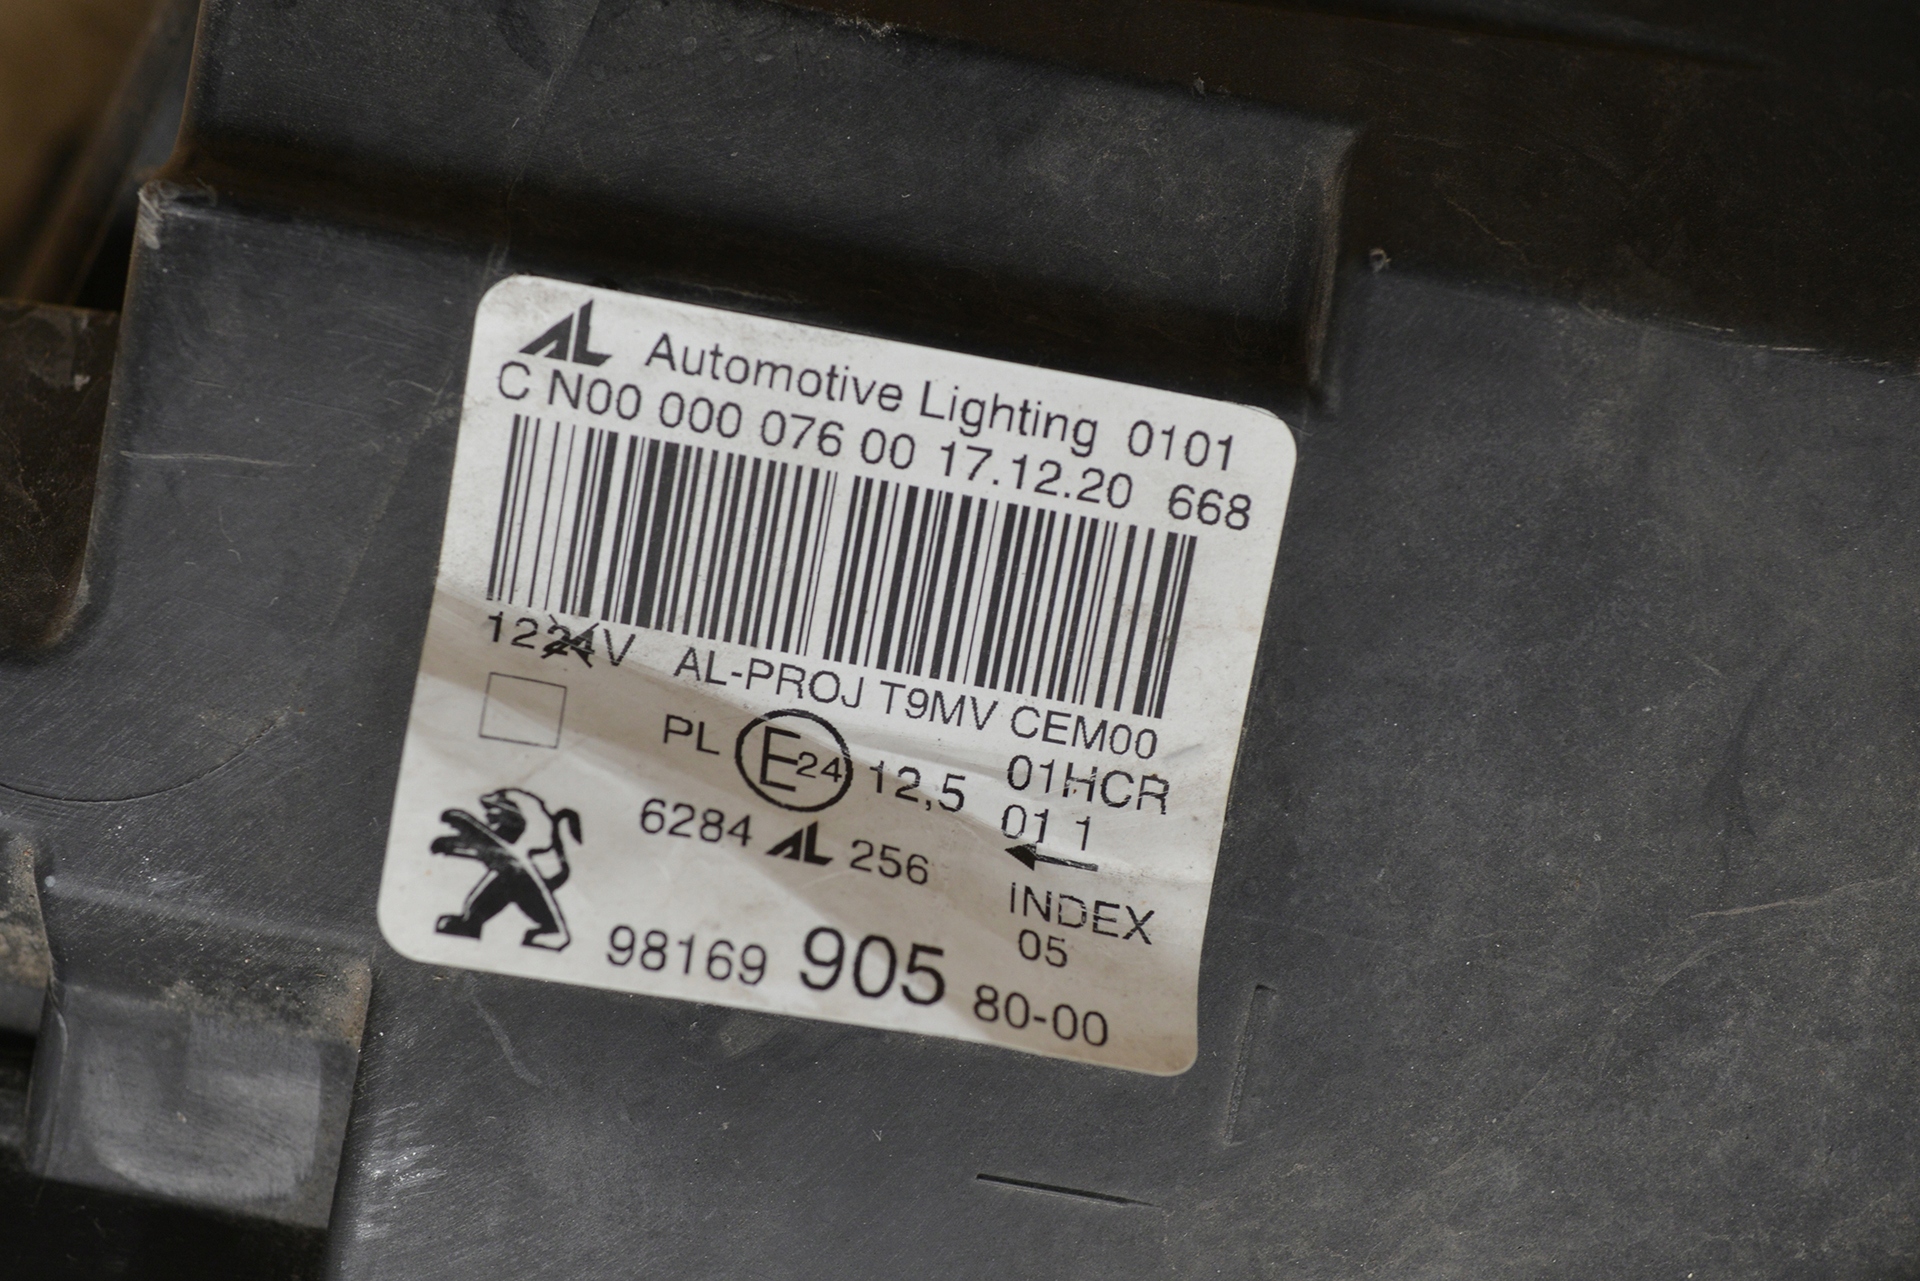 AL Automotive Lighting 0101
C N00 000 076 00 17.12.20 668
1224V AL-PROJ T9MV CEM00
PL E24 12,5 01HCR
6284 AL 256 01 1
INDEX
05
98169 905 80-00